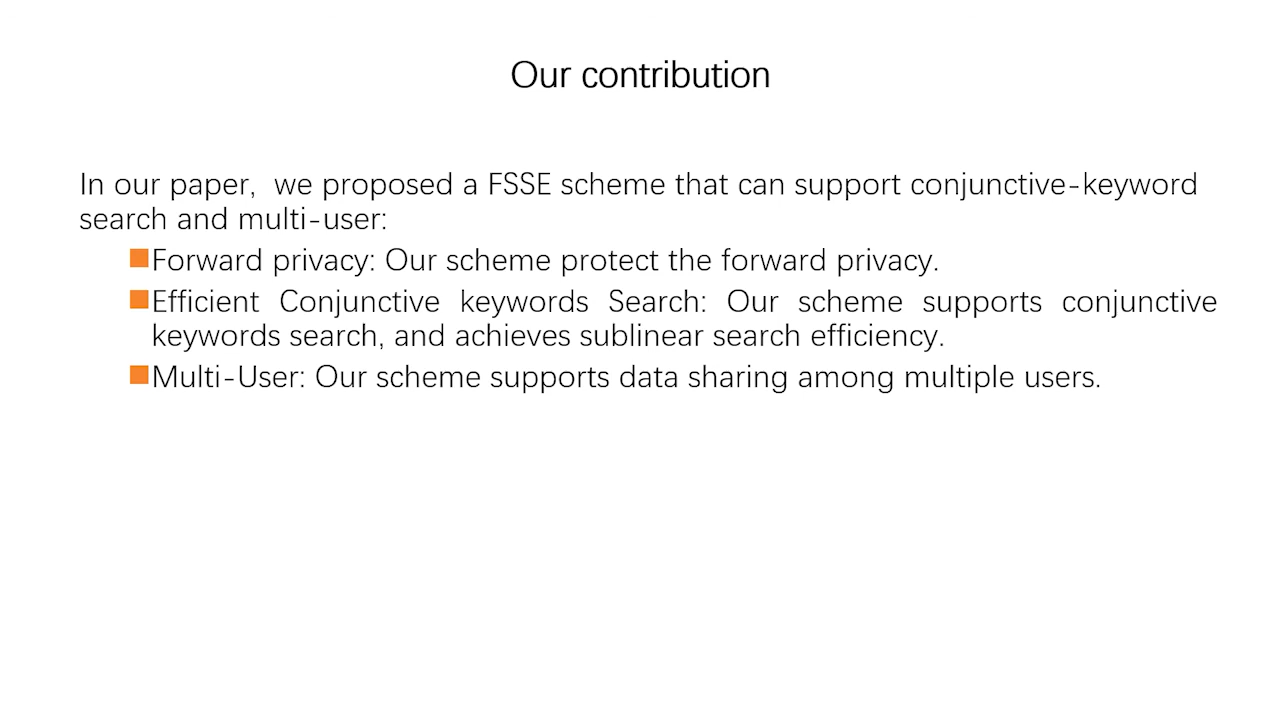 Our contribution
In our paper,  we proposed a FSSE scheme that can support conjunctive-keyword
search and multi-user:
Forward privacy: Our scheme protect the forward privacy.
Efficient Conjunctive keywords Search: Our scheme supports conjunctive
keywords search, and achieves sublinear search efficiency.
Multi-User: Our scheme supports data sharing among multiple users.